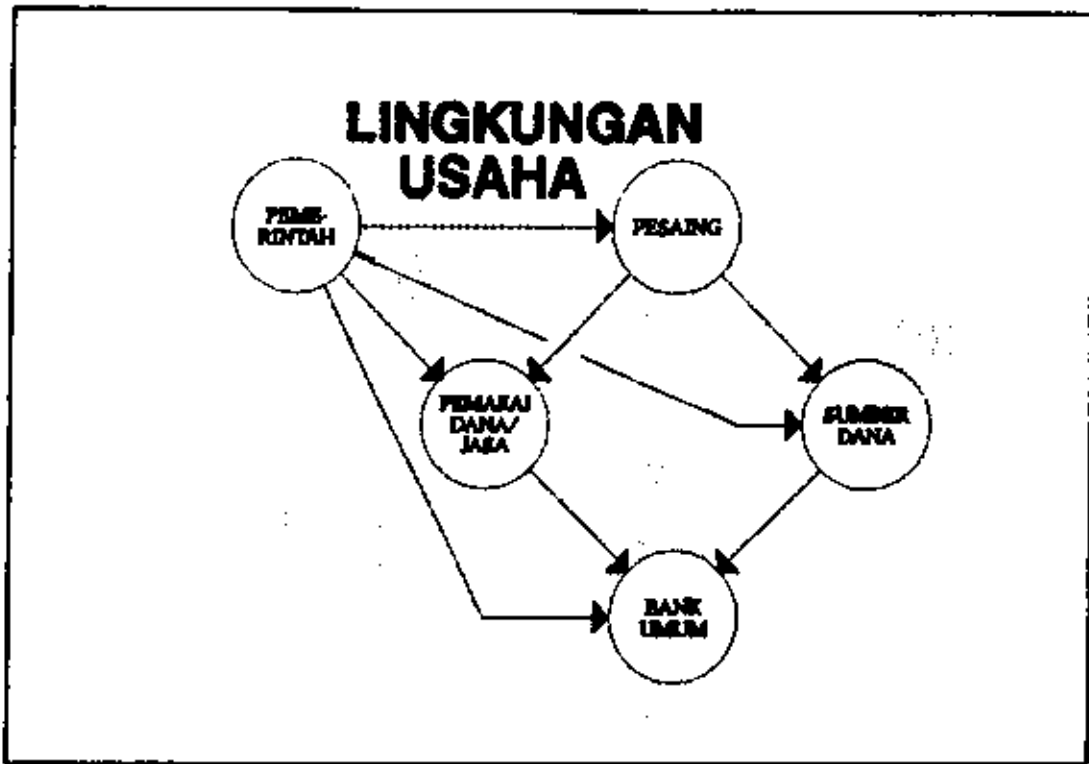 LINGKUNGAN
USAHA
PEME-
RINTAH
PESAING
PEMAKAI
DANA/
JASA
SUMBER
DANA
BANK
UMUM